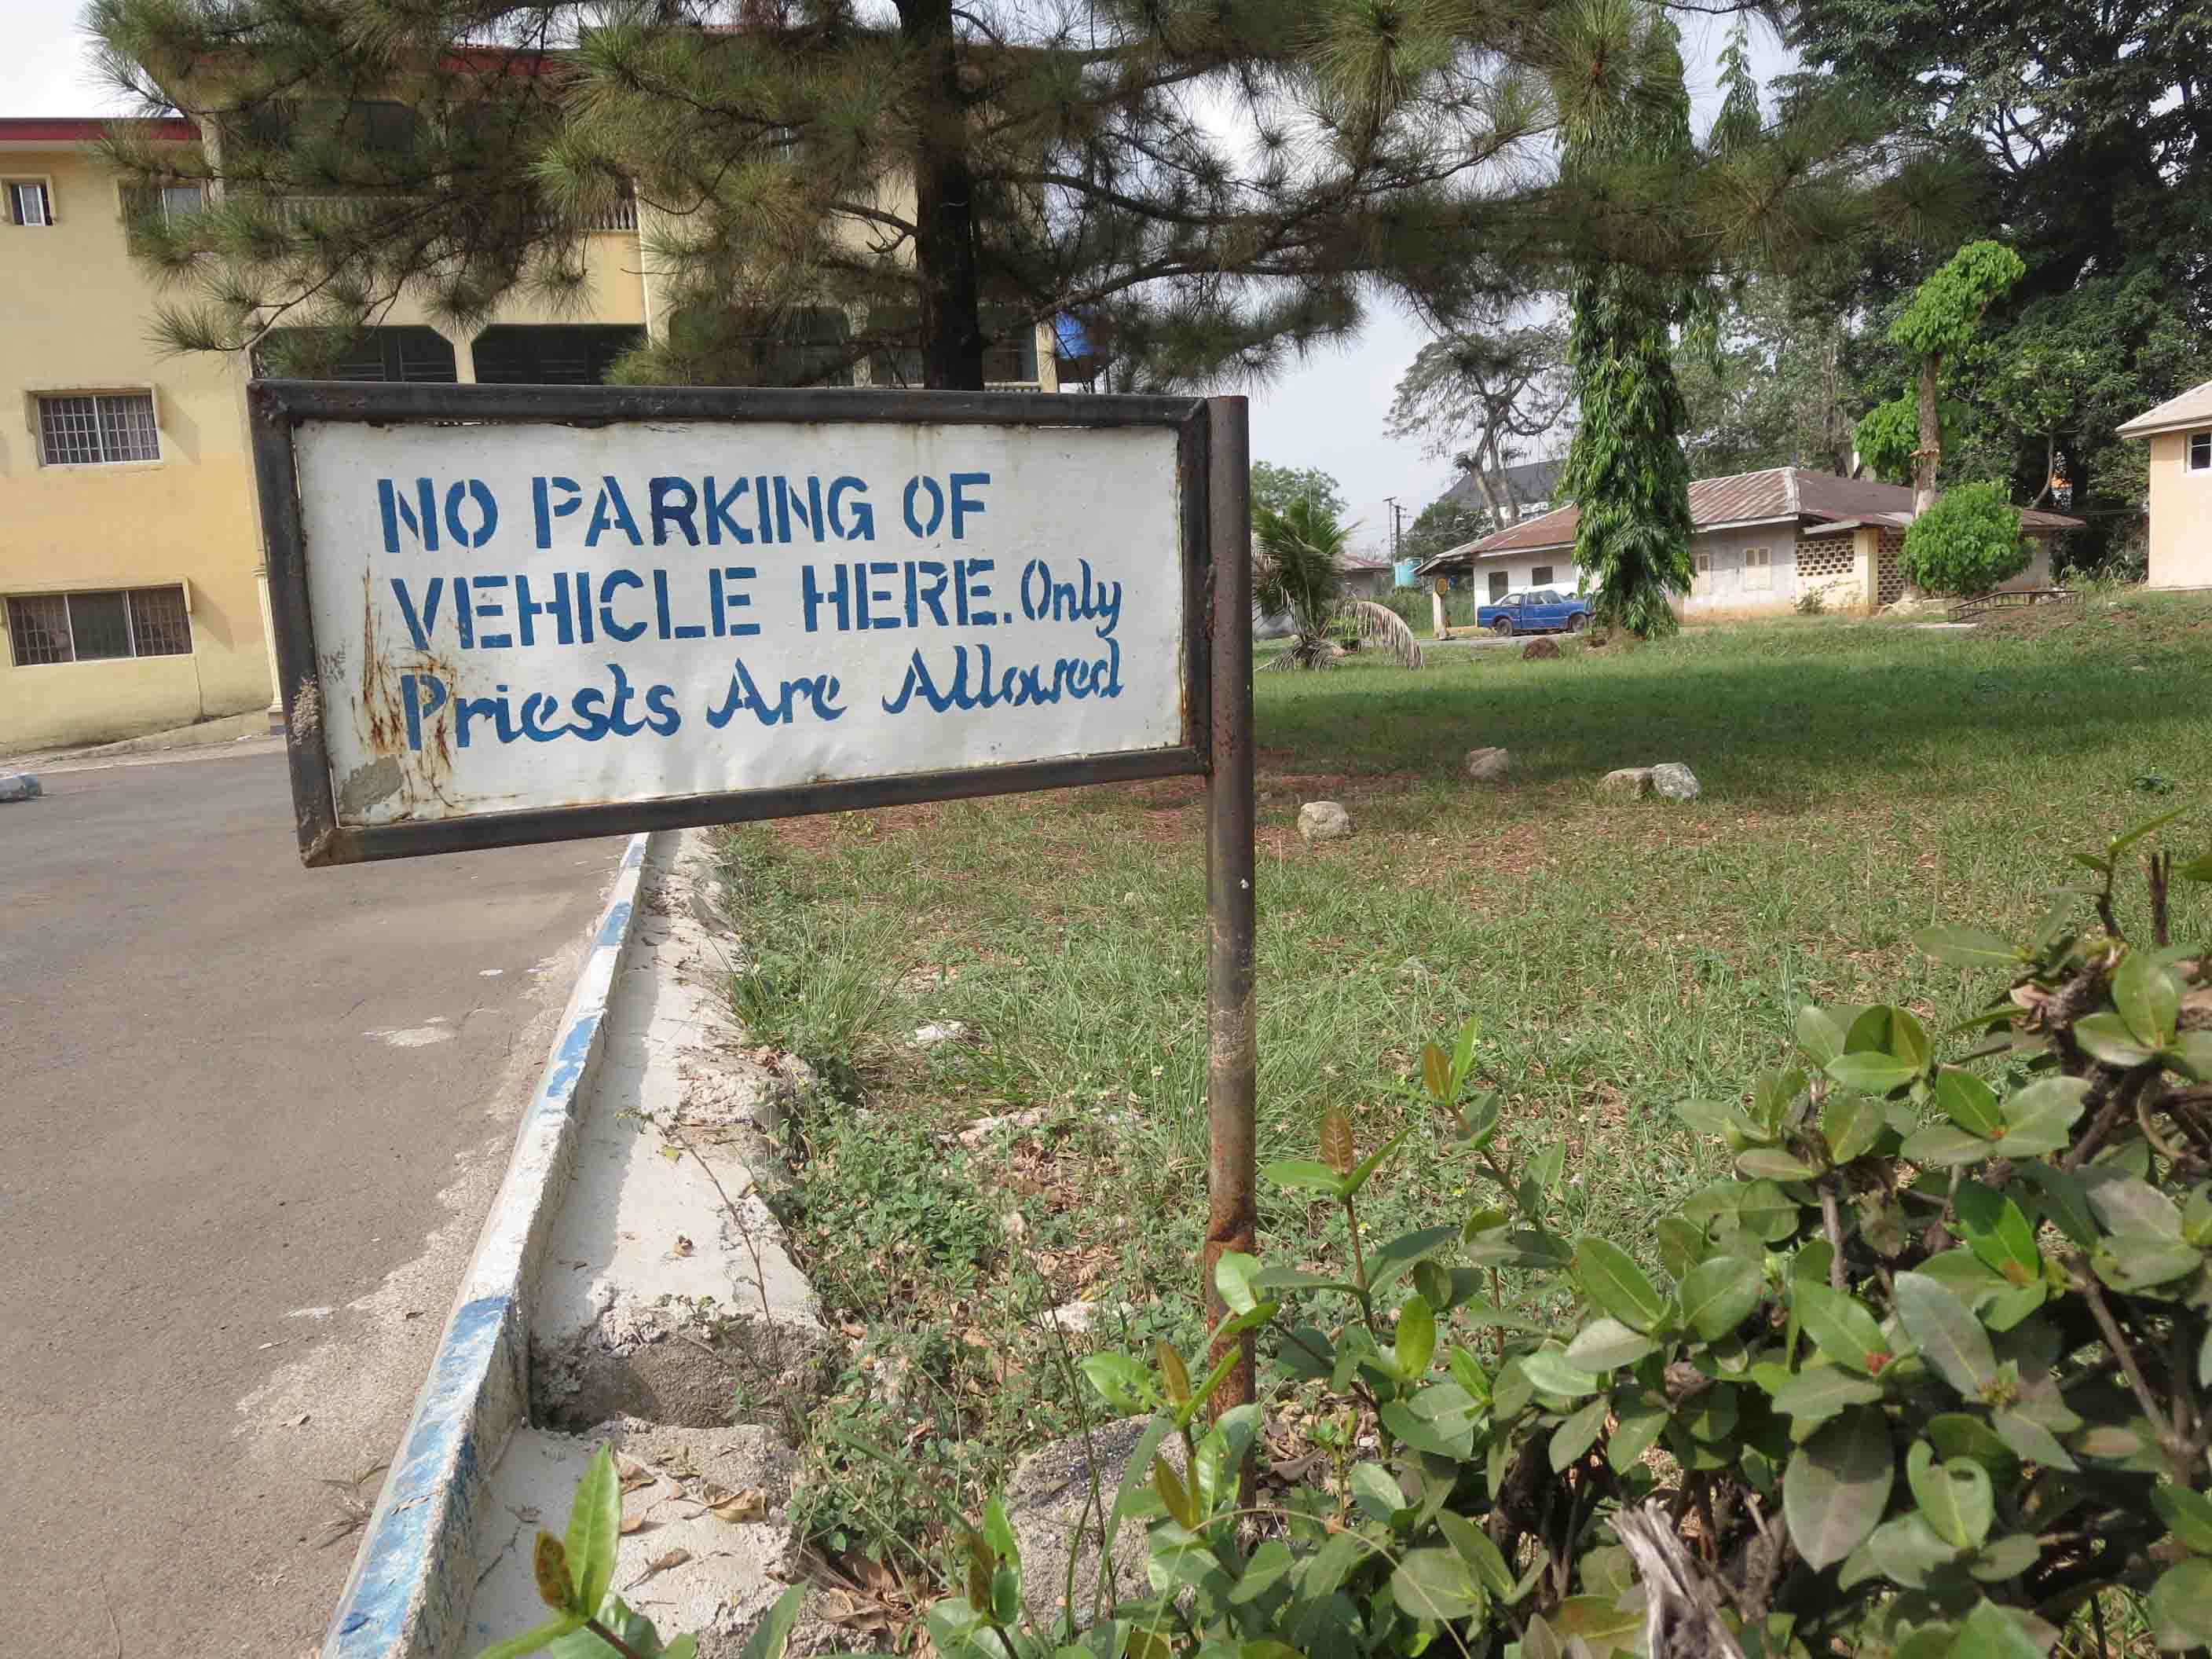 NO PARKING OF
VEHICLE HERE. Only
Priests Are Allowed